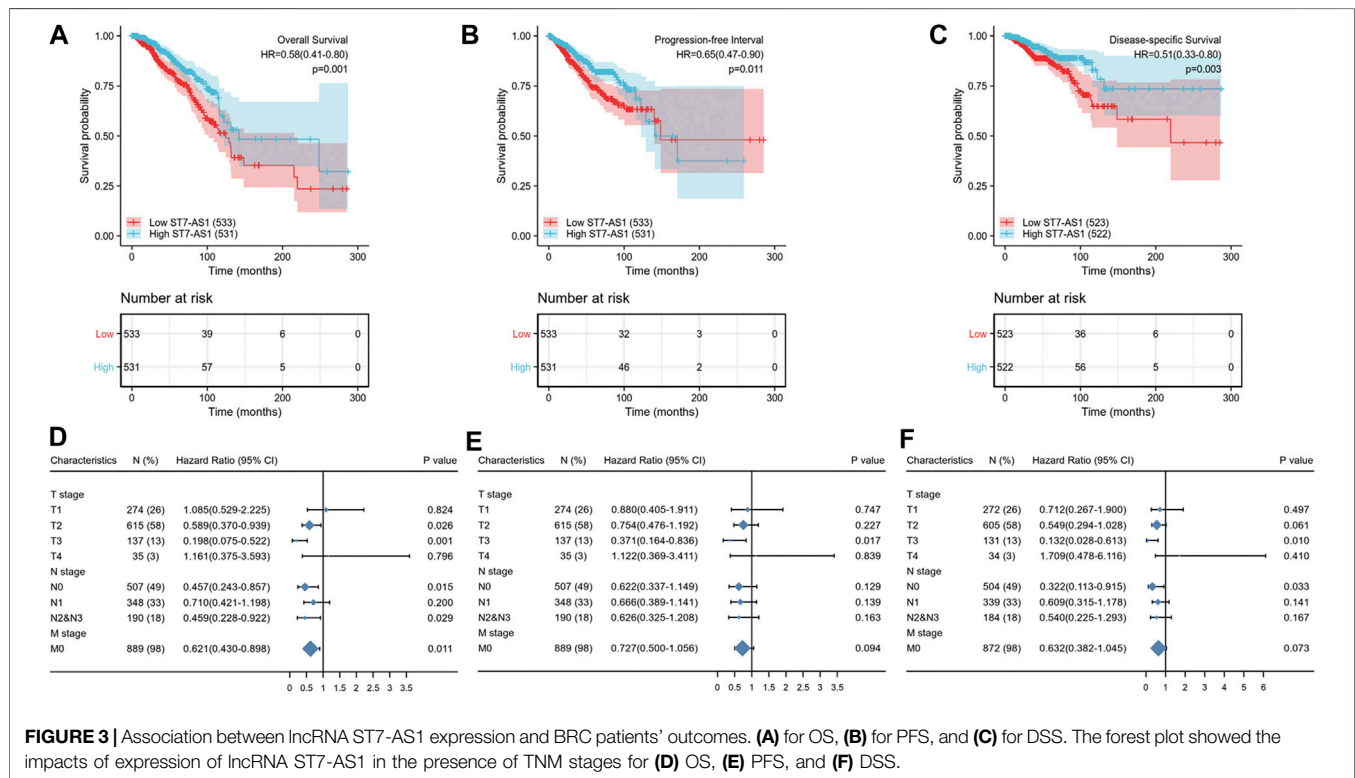 A
Overall Survival
HR=0.58(0.41-0.80)
p=0.001
Survival probability
1.00
0.75
0.50
0.25
0.00
Low ST7-AS1 (533)
High ST7-AS1 (531)
0 100 200 300
Time (months)
Number at risk
Low 533 39 6 0
High 531 57 5 0
0 100 200 300
Time (months)
B
Progression-free Interval
HR=0.65(0.47-0.90)
p=0.011
Survival probability
1.00
0.75
0.50
0.25
0.00
Low ST7-AS1 (533)
High ST7-AS1 (531)
0 100 200 300
Time (months)
Number at risk
Low 533 32 3 0
High 531 46 2 0
0 100 200 300
Time (months)
C
Disease-specific Survival
HR=0.51(0.33-0.80)
p=0.003
Survival probability
1.00
0.75
0.50
0.25
0.00
Low ST7-AS1 (523)
High ST7-AS1 (522)
0 100 200 300
Time (months)
Number at risk
Low 523 36 6 0
High 522 56 5 0
0 100 200 300
Time (months)
D
Characteristics N (%) Hazard Ratio (95% CI) P value
T stage
T1 274 (26) 1.085(0.529-2.225) 0.824
T2 615 (58) 0.589(0.370-0.939) 0.026
T3 137 (13) 0.198(0.075-0.522) 0.001
T4 35 (3) 1.161(0.375-3.593) 0.796
N stage
N0 507 (49) 0.457(0.243-0.857) 0.015
N1 348 (33) 0.710(0.421-1.198) 0.200
N2&N3 190 (18) 0.459(0.228-0.922) 0.029
M stage
M0 889 (98) 0.621(0.430-0.898) 0.011
0 0.5 1 1.5 2 2.5 3 3.5
E
Characteristics N (%) Hazard Ratio (95% CI) P value
T stage
T1 274 (26) 0.880(0.405-1.911) 0.747
T2 615 (58) 0.754(0.476-1.192) 0.227
T3 137 (13) 0.371(0.164-0.836) 0.017
T4 35 (3) 1.122(0.369-3.411) 0.839
N stage
N0 507 (49) 0.622(0.337-1.149) 0.129
N1 348 (33) 0.666(0.389-1.141) 0.139
N2&N3 190 (18) 0.626(0.325-1.208) 0.163
M stage
M0 889 (98) 0.727(0.500-1.056) 0.094
0 0.5 1 1.5 2 2.5 3 3.5
F
Characteristics N (%) Hazard Ratio (95% CI) P value
T stage
T1 272 (26) 0.712(0.267-1.900) 0.497
T2 605 (58) 0.549(0.294-1.028) 0.061
T3 131 (13) 0.132(0.028-0.613) 0.010
T4 34 (3) 1.709(0.478-6.116) 0.410
N stage
N0 504 (49) 0.322(0.113-0.915) 0.033
N1 339 (33) 0.609(0.315-1.178) 0.141
N2&N3 184 (18) 0.540(0.225-1.293) 0.167
M stage
M0 872 (98) 0.632(0.382-1.045) 0.073
0 1 2 3 4 5 6
FIGURE 3 | Association between lncRNA ST7-AS1 expression and BRC patients' outcomes. (A) for OS, (B) for PFS, and (C) for DSS. The forest plot showed the
impacts of expression of lncRNA ST7-AS1 in the presence of TNM stages for (D) OS, (E) PFS, and (F) DSS.